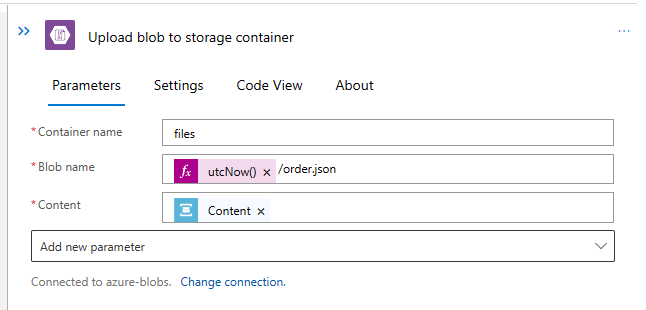 Upload blob to storage container
Parameters Settings Code View About
* Container name files
* Blob name fx utcNow() × /order.json
* Content Content ×
Add new parameter
Connected to azure-blobs. Change connection.